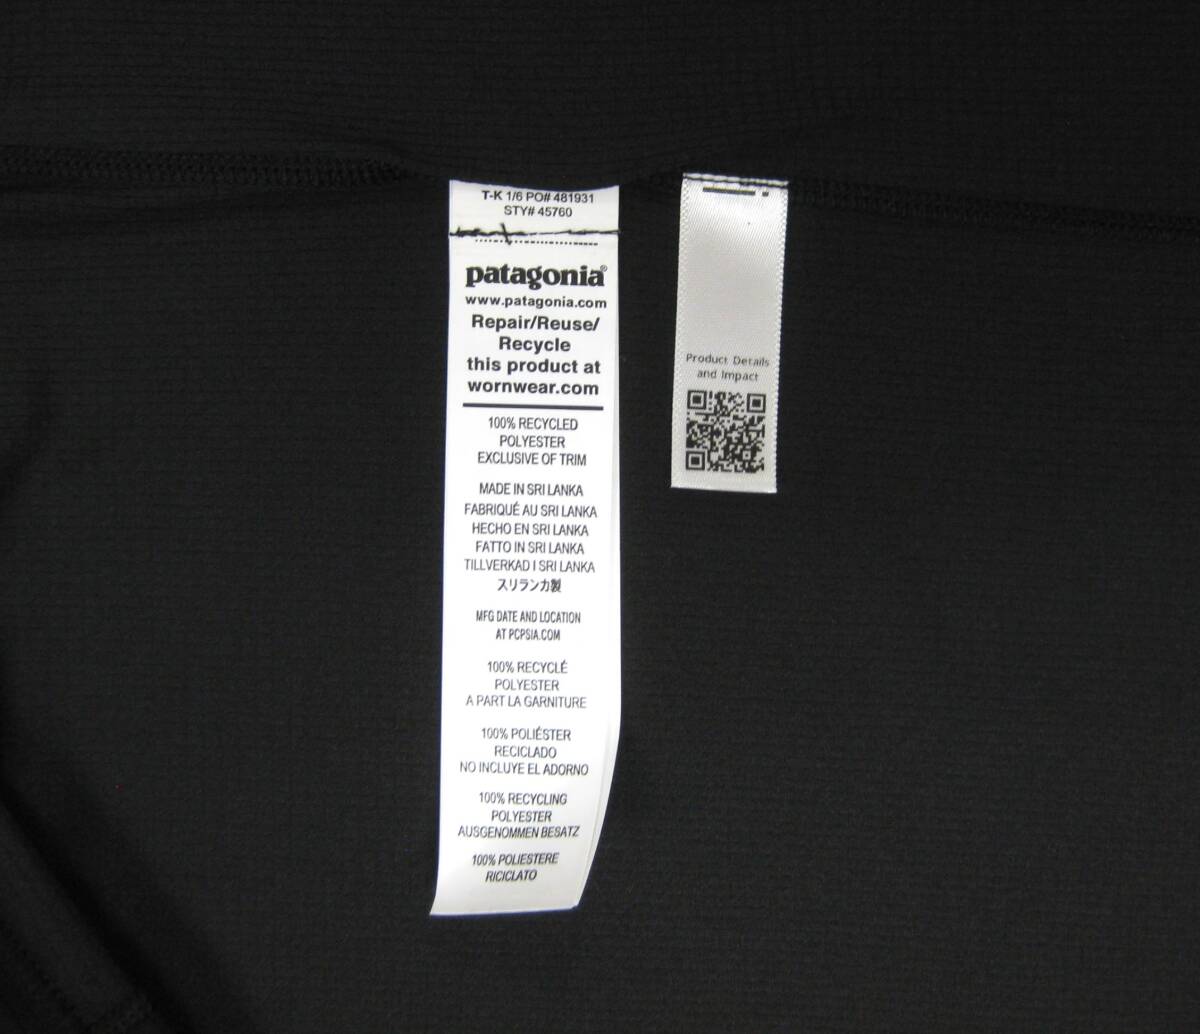 T-K 1/6 PO# 481931
STY# 45760
patagonia®
www.patagonia.com
Repair/Reuse/
Recycle
this product at
wornwear.com
100% RECYCLED
POLYESTER
EXCLUSIVE OF TRIM
MADE IN SRI LANKA
FABRIQUÉ AU SRI LANKA
HECHO EN SRI LANKA
FATTO IN SRI LANKA
TILLVERKAD I SRI LANKA
スリランカ製
MFG DATE AND LOCATION
AT PCPSIA.COM
100% RECYCLÉ
POLYESTER
A PART LA GARNITURE
100% POLIÉSTER
RECICLADO
NO INCLUYE EL ADORNO
100% RECYCLING
POLYESTER
AUSGENOMMEN BESATZ
100% POLIESTERE
RICICLATO
Product Details
and Impact